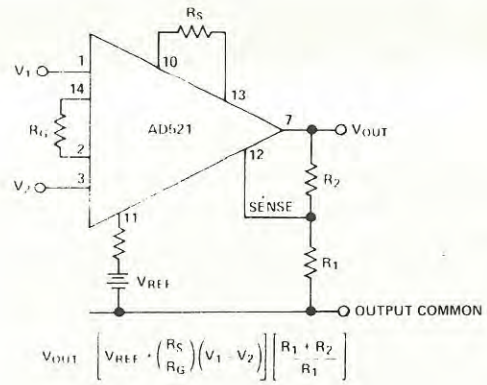 RS
V1
1
10
14
13
RG
AD521
7
VOUT
2
12
V2
3
SENSE
R2
11
R1
VREF
OUTPUT COMMON
VOUT [VREF + (RS/RG)(V1 - V2)] [R1 + R2/R1]